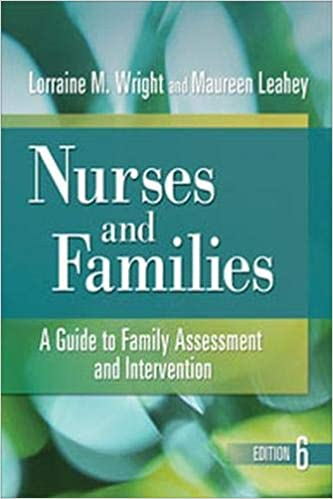 Lorraine M. Wright and Maureen Leahey
Nurses
and
Families
A Guide to Family Assessment
and Intervention
EDITION 6